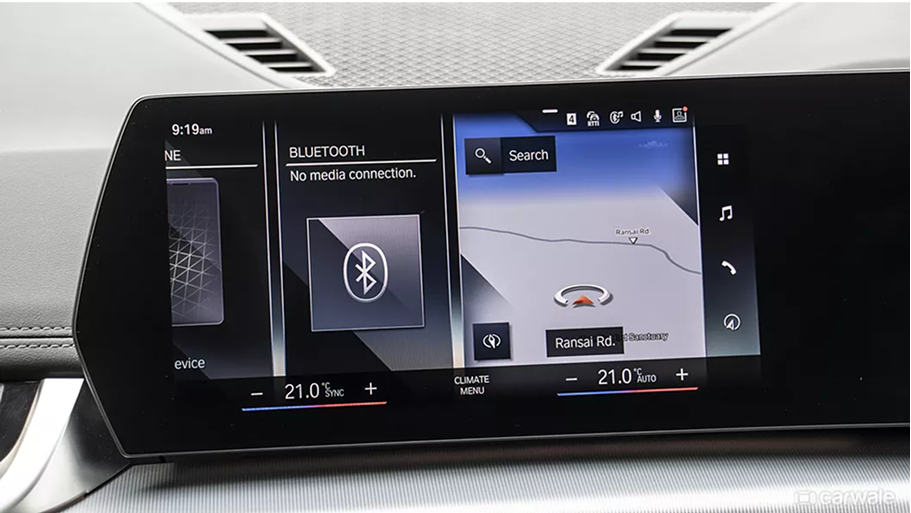 9:19am
4
RTTI
NE
BLUETOOTH
No media connection.
Search
Ransai Rd.
Ransai Rd.
Sanctuary
evice
21.0°C
SYNC
CLIMATE
MENU
21.0°C
AUTO
carwale